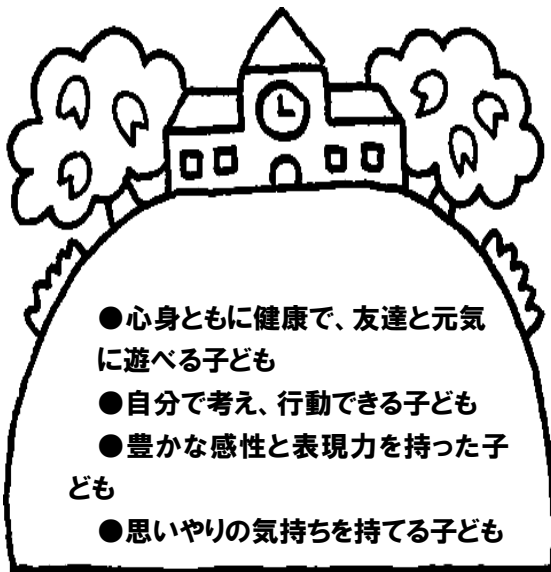 ●心身ともに健康で、友達と元気
に遊べる子ども
●自分で考え、行動できる子ども
●豊かな感性と表現力を持った子
ども
●思いやりの気持ちを持てる子ども